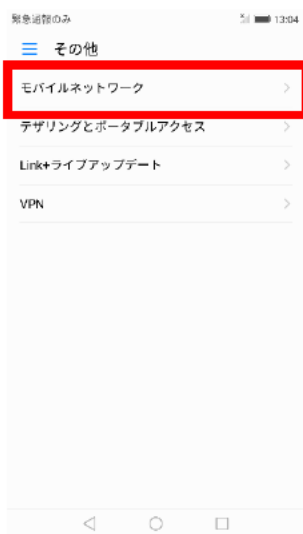 緊急通報のみ 13:04
その他
モバイルネットワーク
テザリングとポータブルアクセス
Link+ライブアップデート
VPN